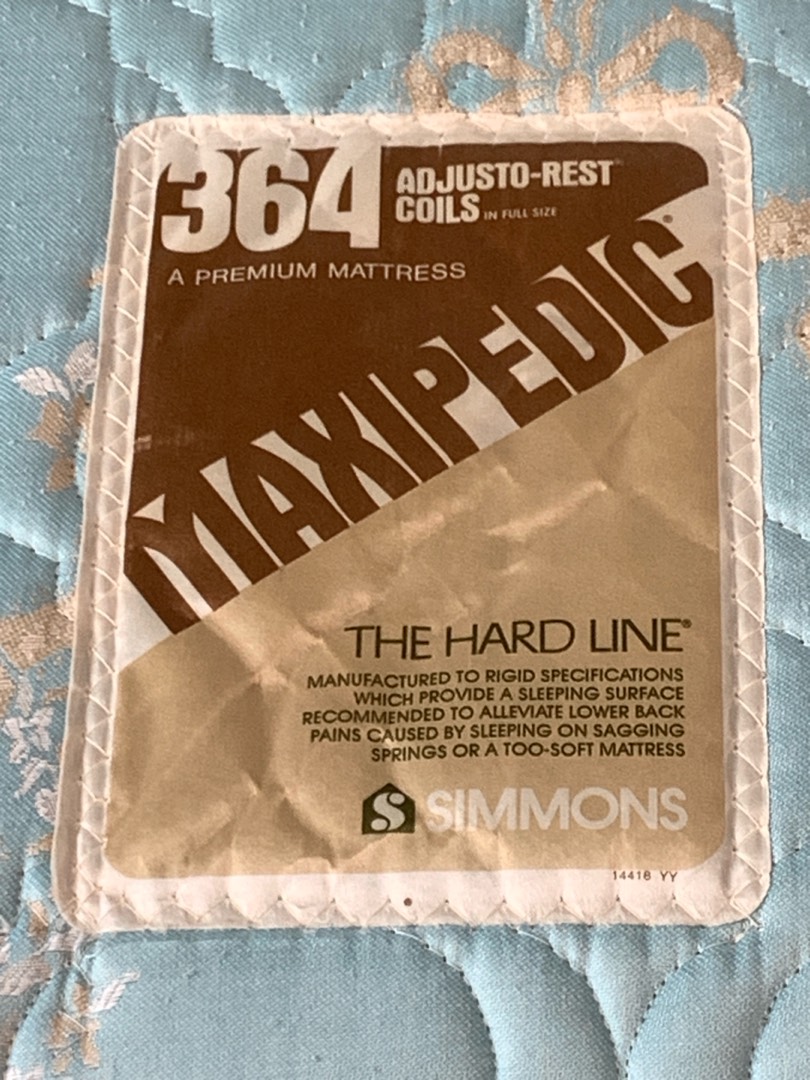 364 ADJUSTO-REST™
COILS IN FULL SIZE
A PREMIUM MATTRESS
MAXIPEDIC®
THE HARD LINE®
MANUFACTURED TO RIGID SPECIFICATIONS
WHICH PROVIDE A SLEEPING SURFACE
RECOMMENDED TO ALLEVIATE LOWER BACK
PAINS CAUSED BY SLEEPING ON SAGGING
SPRINGS OR A TOO-SOFT MATTRESS
S SIMMONS
14418 YY